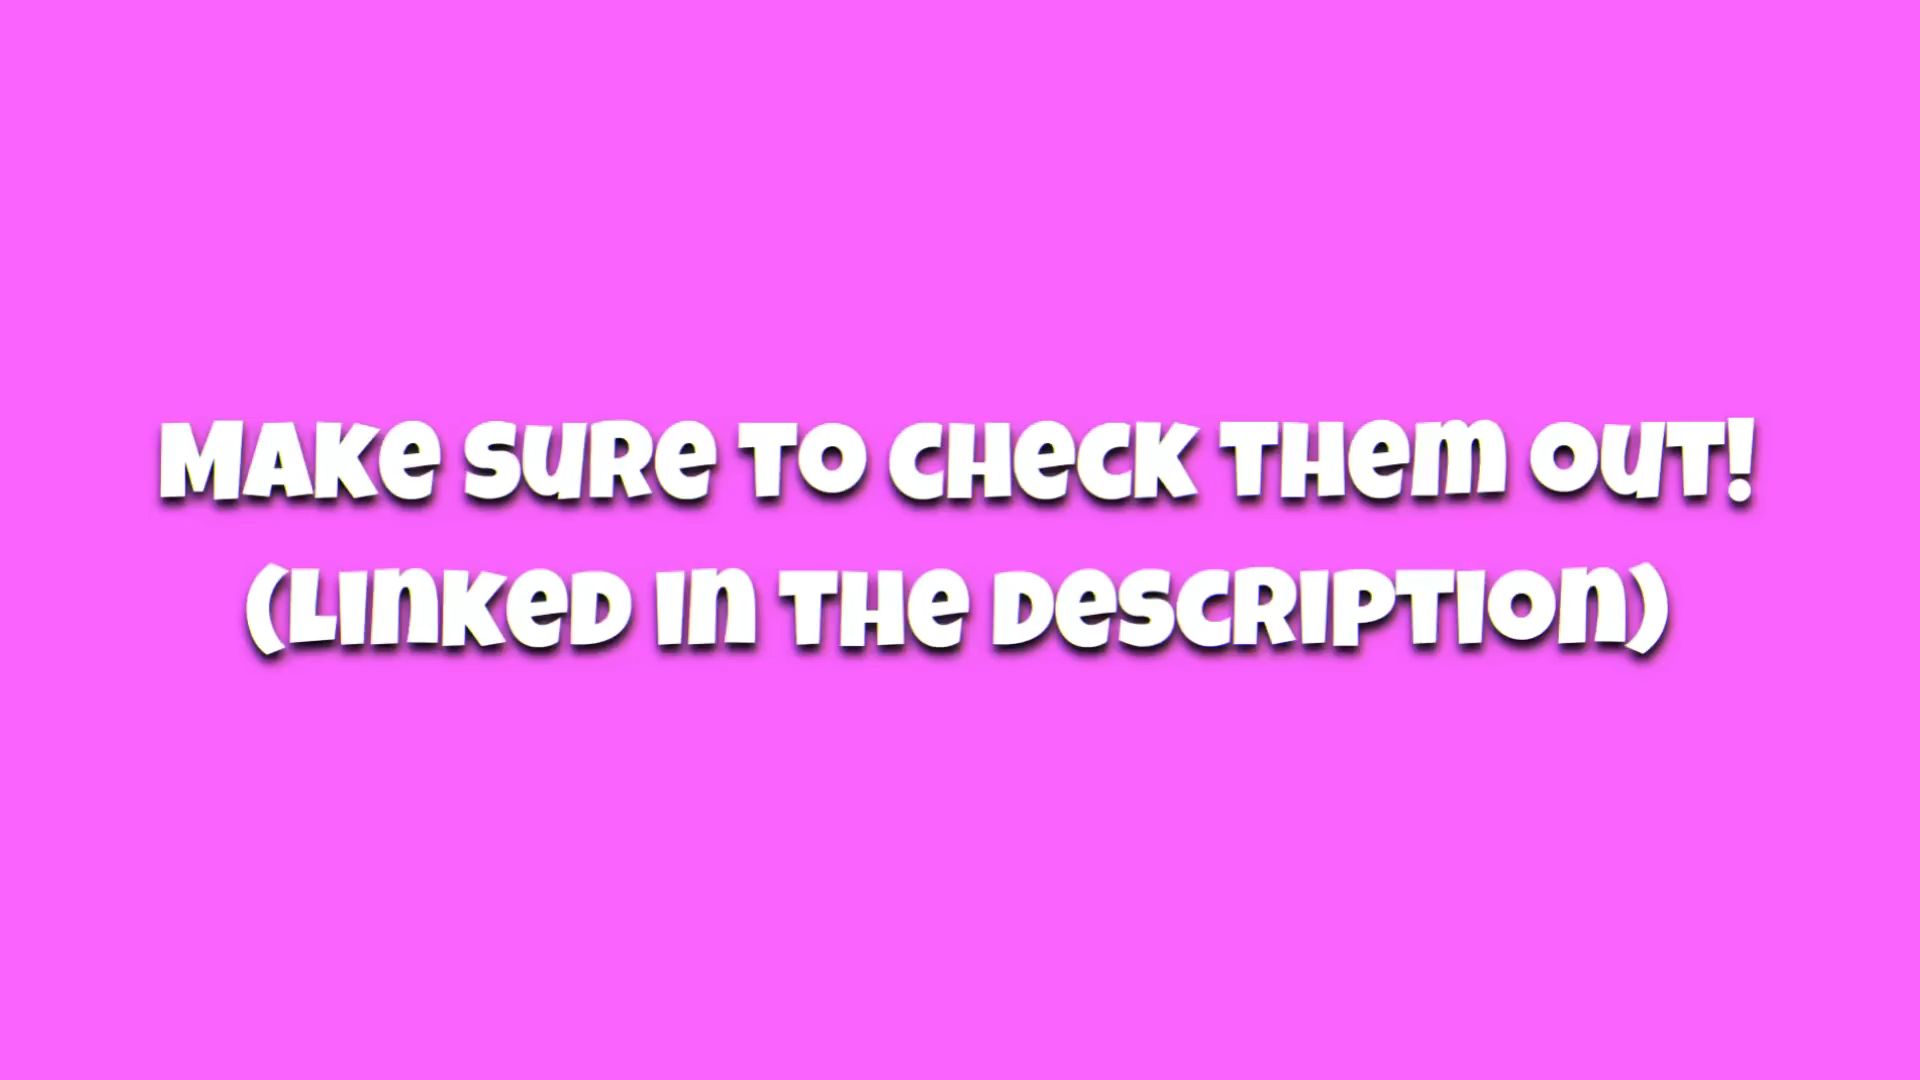 Make sure to check them out!
(Linked in the description)